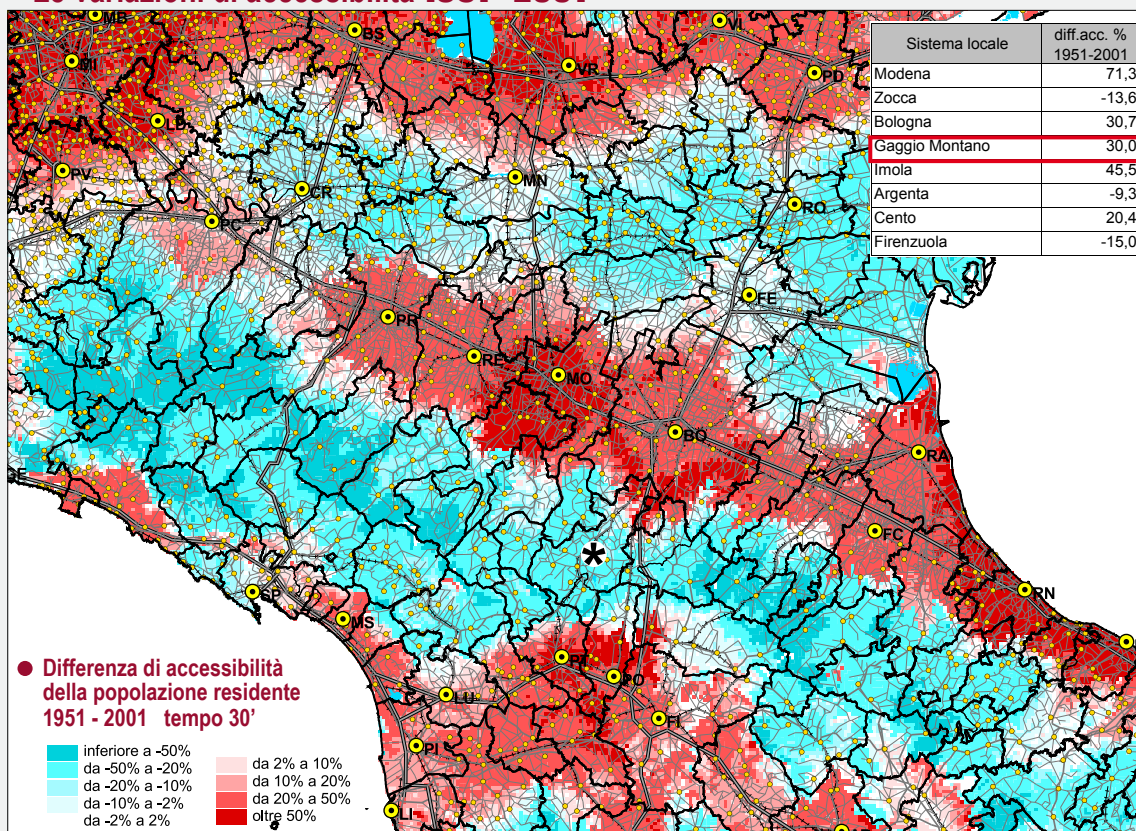 MB
BS
VI
MI
VR
PD
LD
PV
CR
MN
RO
PC
FE
PR
RE
MO
BO
RA
FC
SP
RN
MS
PT
PO
LU
FI
PI
LI
*
Sistema locale diff.acc. % 1951-2001
Modena 71,3
Zocca -13,6
Bologna 30,7
Gaggio Montano 30,0
Imola 45,5
Argenta -9,3
Cento 20,4
Firenzuola -15,0
● Differenza di accessibilità
della popolazione residente
1951 - 2001 tempo 30'
inferiore a -50%
da -50% a -20%
da -20% a -10%
da -10% a -2%
da -2% a 2%
da 2% a 10%
da 10% a 20%
da 20% a 50%
oltre 50%